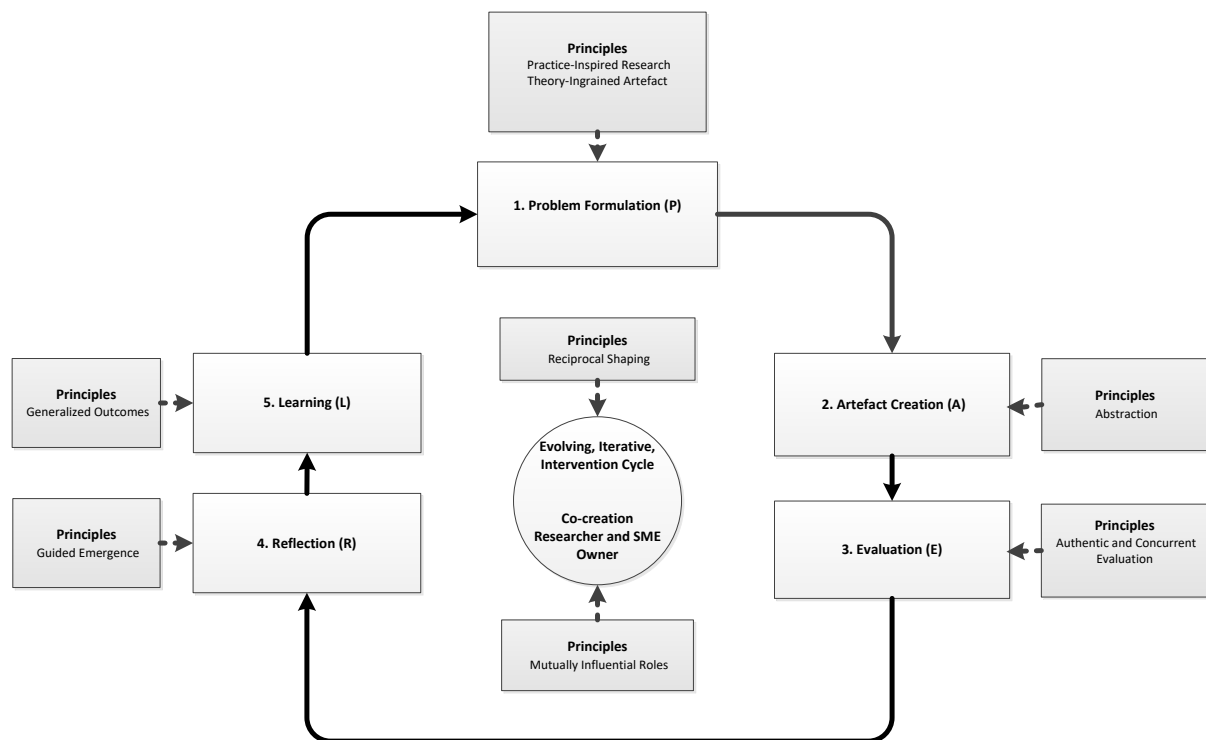 Principles
Practice-Inspired Research
Theory-Ingrained Artefact
1. Problem Formulation (P)
Principles
Reciprocal Shaping
Principles
Generalized Outcomes
5. Learning (L)
2. Artefact Creation (A)
Principles
Abstraction
Evolving, Iterative,
Intervention Cycle
Co-creation
Researcher and SME
Owner
Principles
Guided Emergence
4. Reflection (R)
3. Evaluation (E)
Principles
Authentic and Concurrent
Evaluation
Principles
Mutually Influential Roles